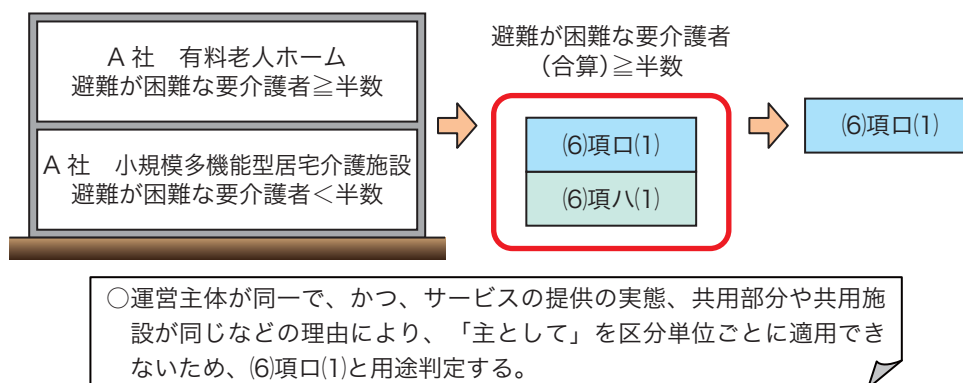 A 社　有料老人ホーム
避難が困難な要介護者≧半数
A 社　小規模多機能型居宅介護施設
避難が困難な要介護者＜半数
避難が困難な要介護者
(合算)≧半数
⑹項ロ⑴
⑹項ハ⑴
⑹項ロ⑴
○運営主体が同一で、かつ、サービスの提供の実態、共用部分や共用施
設が同じなどの理由により、「主として」を区分単位ごとに適用でき
ないため、⑹項ロ⑴と用途判定する。